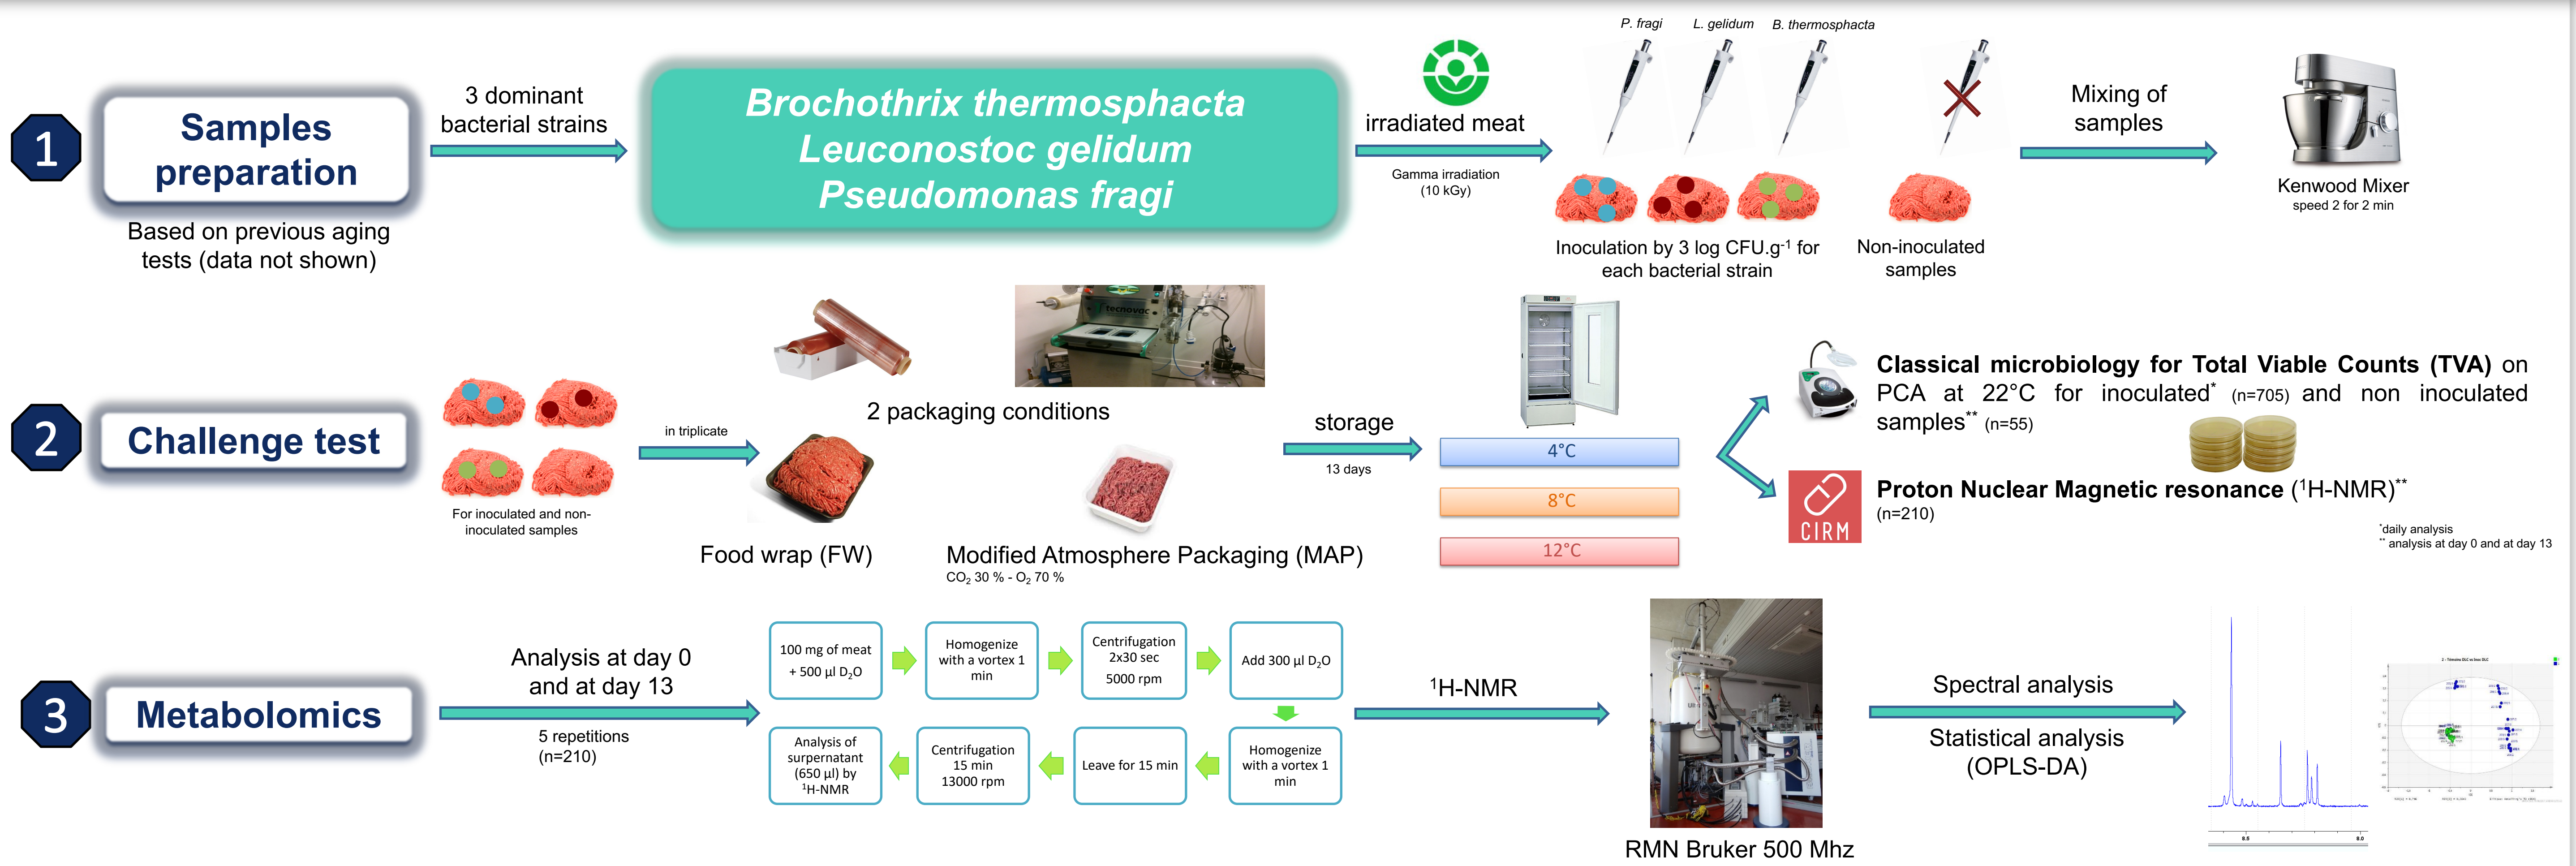 1
Samples
preparation
Based on previous aging
tests (data not shown)
3 dominant
bacterial strains
Brochothrix thermosphacta
Leuconostoc gelidum
Pseudomonas fragi
irradiated meat
Gamma irradiation
(10 kGy)
P. fragi
L. gelidum
B. thermosphacta
Inoculation by 3 log CFU.g⁻¹ for
each bacterial strain
Non-inoculated
samples
Mixing of
samples
Kenwood Mixer
speed 2 for 2 min
2
Challenge test
For inoculated and non-
inoculated samples
in triplicate
tecnovac
2 packaging conditions
Food wrap (FW)
Modified Atmosphere Packaging (MAP)
CO₂ 30 % - O₂ 70 %
storage
13 days
4°C
8°C
12°C
Classical microbiology for Total Viable Counts (TVA) on
PCA at 22°C for inoculated* (n=705) and non inoculated
samples** (n=55)
CIRM
Proton Nuclear Magnetic resonance (¹H-NMR)**
(n=210)
*daily analysis
** analysis at day 0 and at day 13
3
Metabolomics
Analysis at day 0
and at day 13
5 repetitions
(n=210)
100 mg of meat
+ 500 µl D₂O
Homogenize
with a vortex 1
min
Centrifugation
2x30 sec
5000 rpm
Add 300 µl D₂O
Homogenize
with a vortex 1
min
Leave for 15 min
Centrifugation
15 min
13000 rpm
Analysis of
surpernatant
(650 µl) by
¹H-NMR
¹H-NMR
RMN Bruker 500 Mhz
Spectral analysis
Statistical analysis
(OPLS-DA)
8.5
8.0